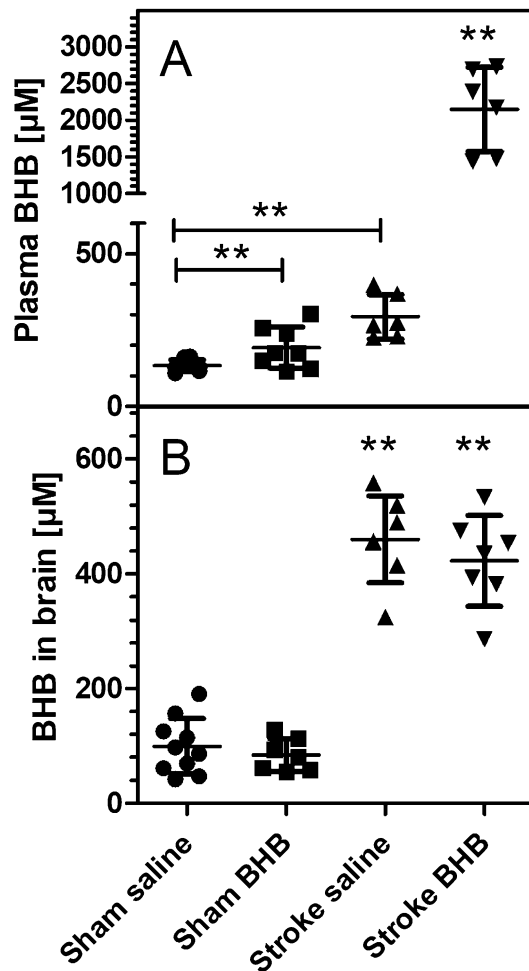 **
3000
A
2500
2000
1500
1000
Plasma BHB [µM]
**
500
**
0
B
**
**
600
BHB in brain [µM]
400
200
0
Sham saline
Sham BHB
Stroke saline
Stroke BHB